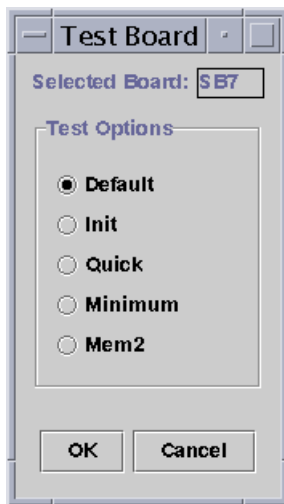 Test Board
Selected Board: SB7
Test Options
Default
Init
Quick
Minimum
Mem2
OK Cancel